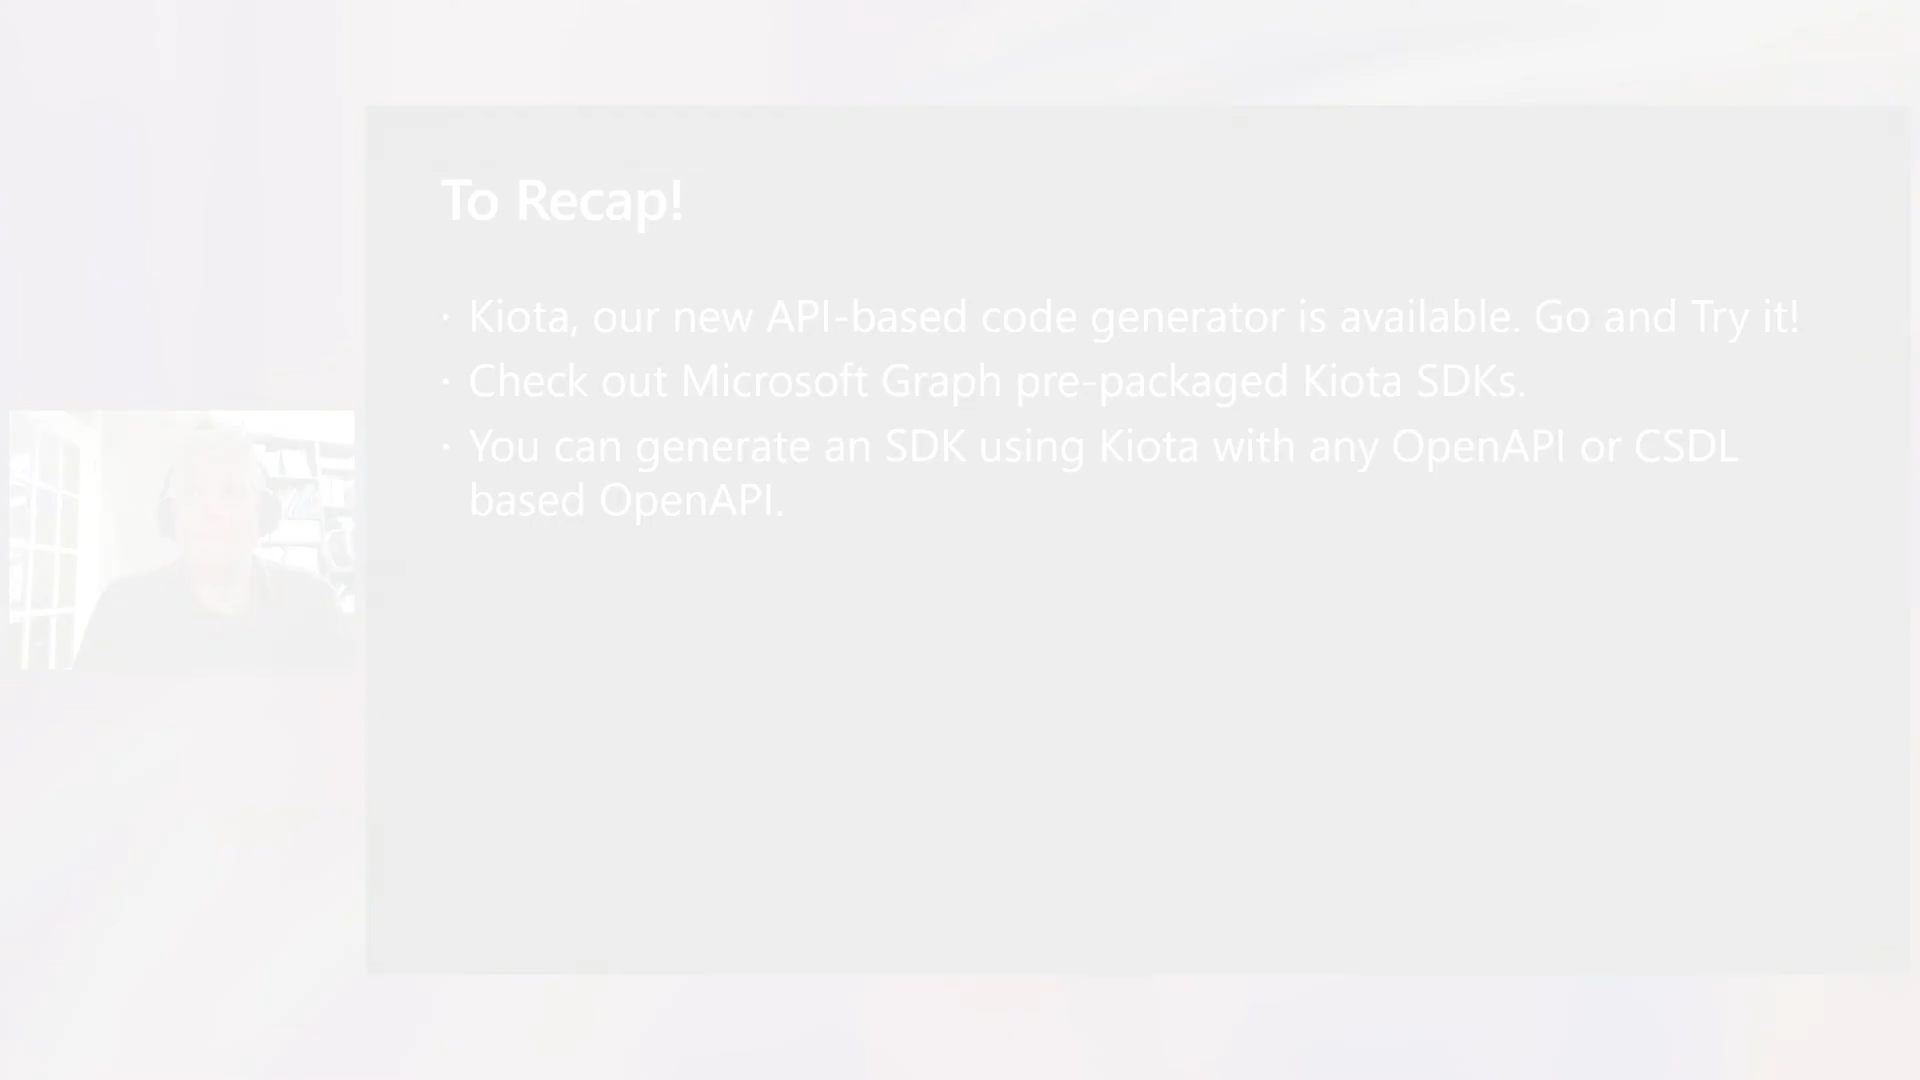 To Recap!
· Kiota, our new API-based code generator is available. Go and Try it!
· Check out Microsoft Graph pre-packaged Kiota SDKs.
· You can generate an SDK using Kiota with any OpenAPI or CSDL
based OpenAPI.